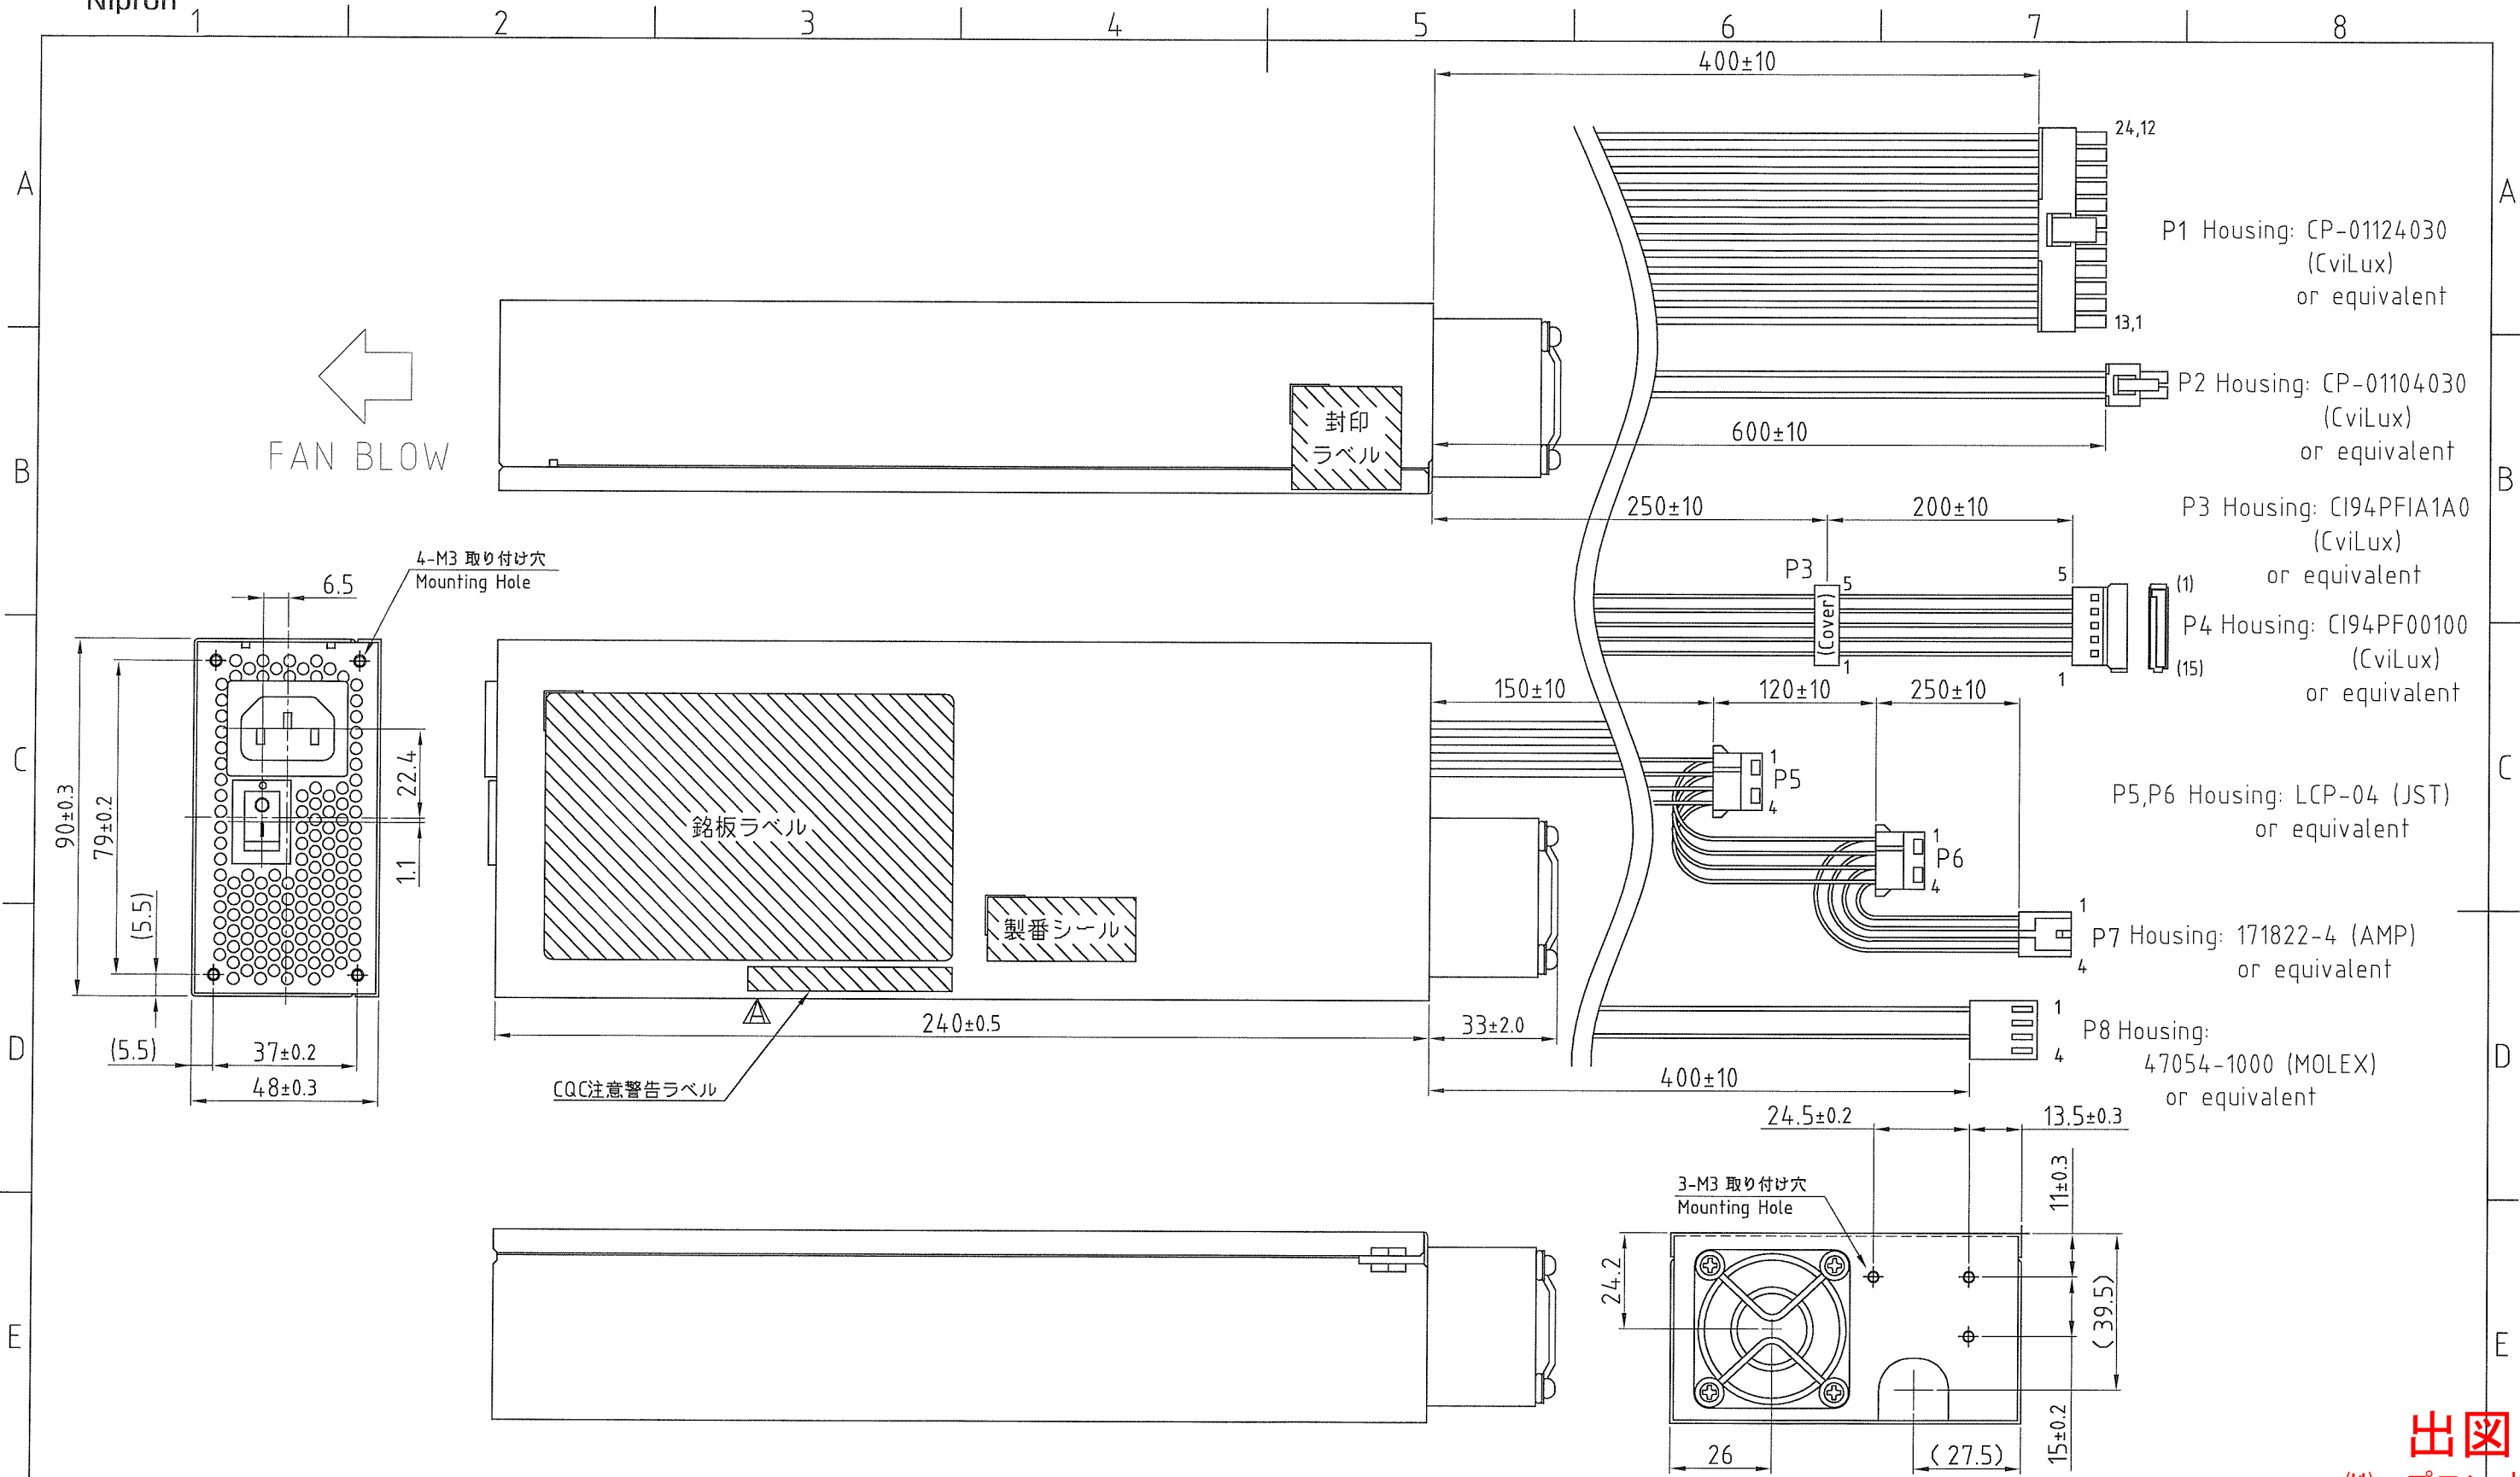 Nipron
1 2 3 4 5 6 7 8
A
B
C
D
E
A
B
C
D
E
400±10
24,12
13,1
P1 Housing: CP-01124030
(CviLux)
or equivalent
FAN BLOW
封印
ラベル
P2 Housing: CP-01104030
(CviLux)
or equivalent
600±10
250±10
200±10
P3 Housing: CI94PFIA1A0
(CviLux)
or equivalent
P3
5
(Cover)
1
5
1
(1)
(15)
P4 Housing: CI94PF00100
(CviLux)
or equivalent
4-M3 取り付け穴
Mounting Hole
6.5
90±0.3
79±0.2
22.4
1.1
(5.5)
(5.5)
37±0.2
48±0.3
銘板ラベル
製番シール
A
CQC注意警告ラベル
240±0.5
33±2.0
150±10
120±10
250±10
1
P5
4
1
P6
4
P5,P6 Housing: LCP-04 (JST)
or equivalent
1
4
P7 Housing: 171822-4 (AMP)
or equivalent
1
4
P8 Housing:
47054-1000 (MOLEX)
or equivalent
400±10
24.5±0.2
13.5±0.3
3-M3 取り付け穴
Mounting Hole
11±0.3
24.2
(39.5)
15±0.2
26
(27.5)
出図